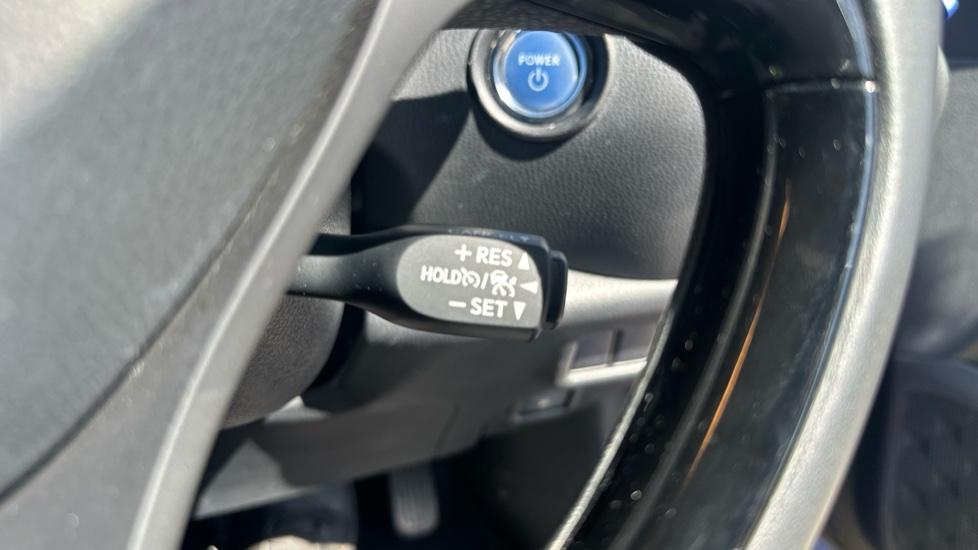 POWER
+ RES ▲
HOLD / ◀
− SET ▼